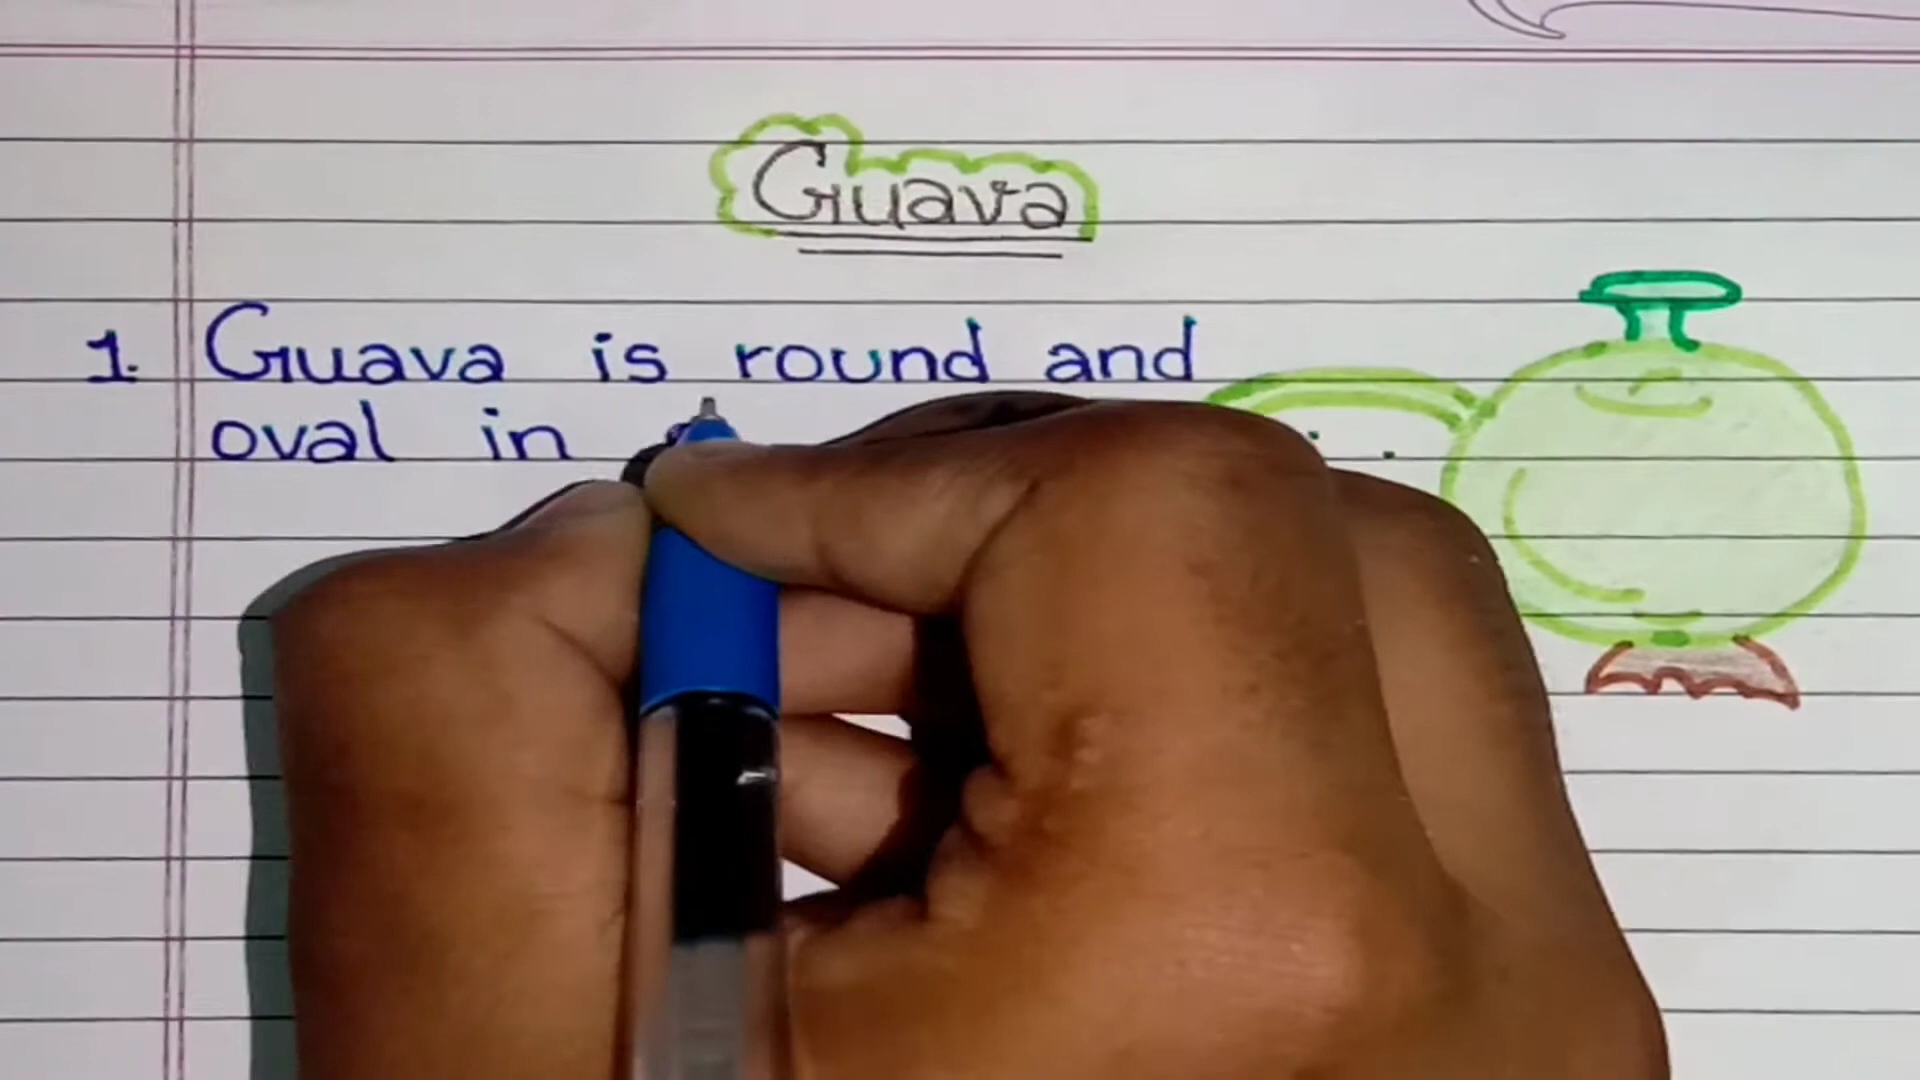 Guava
1. Guava is round and
oval in